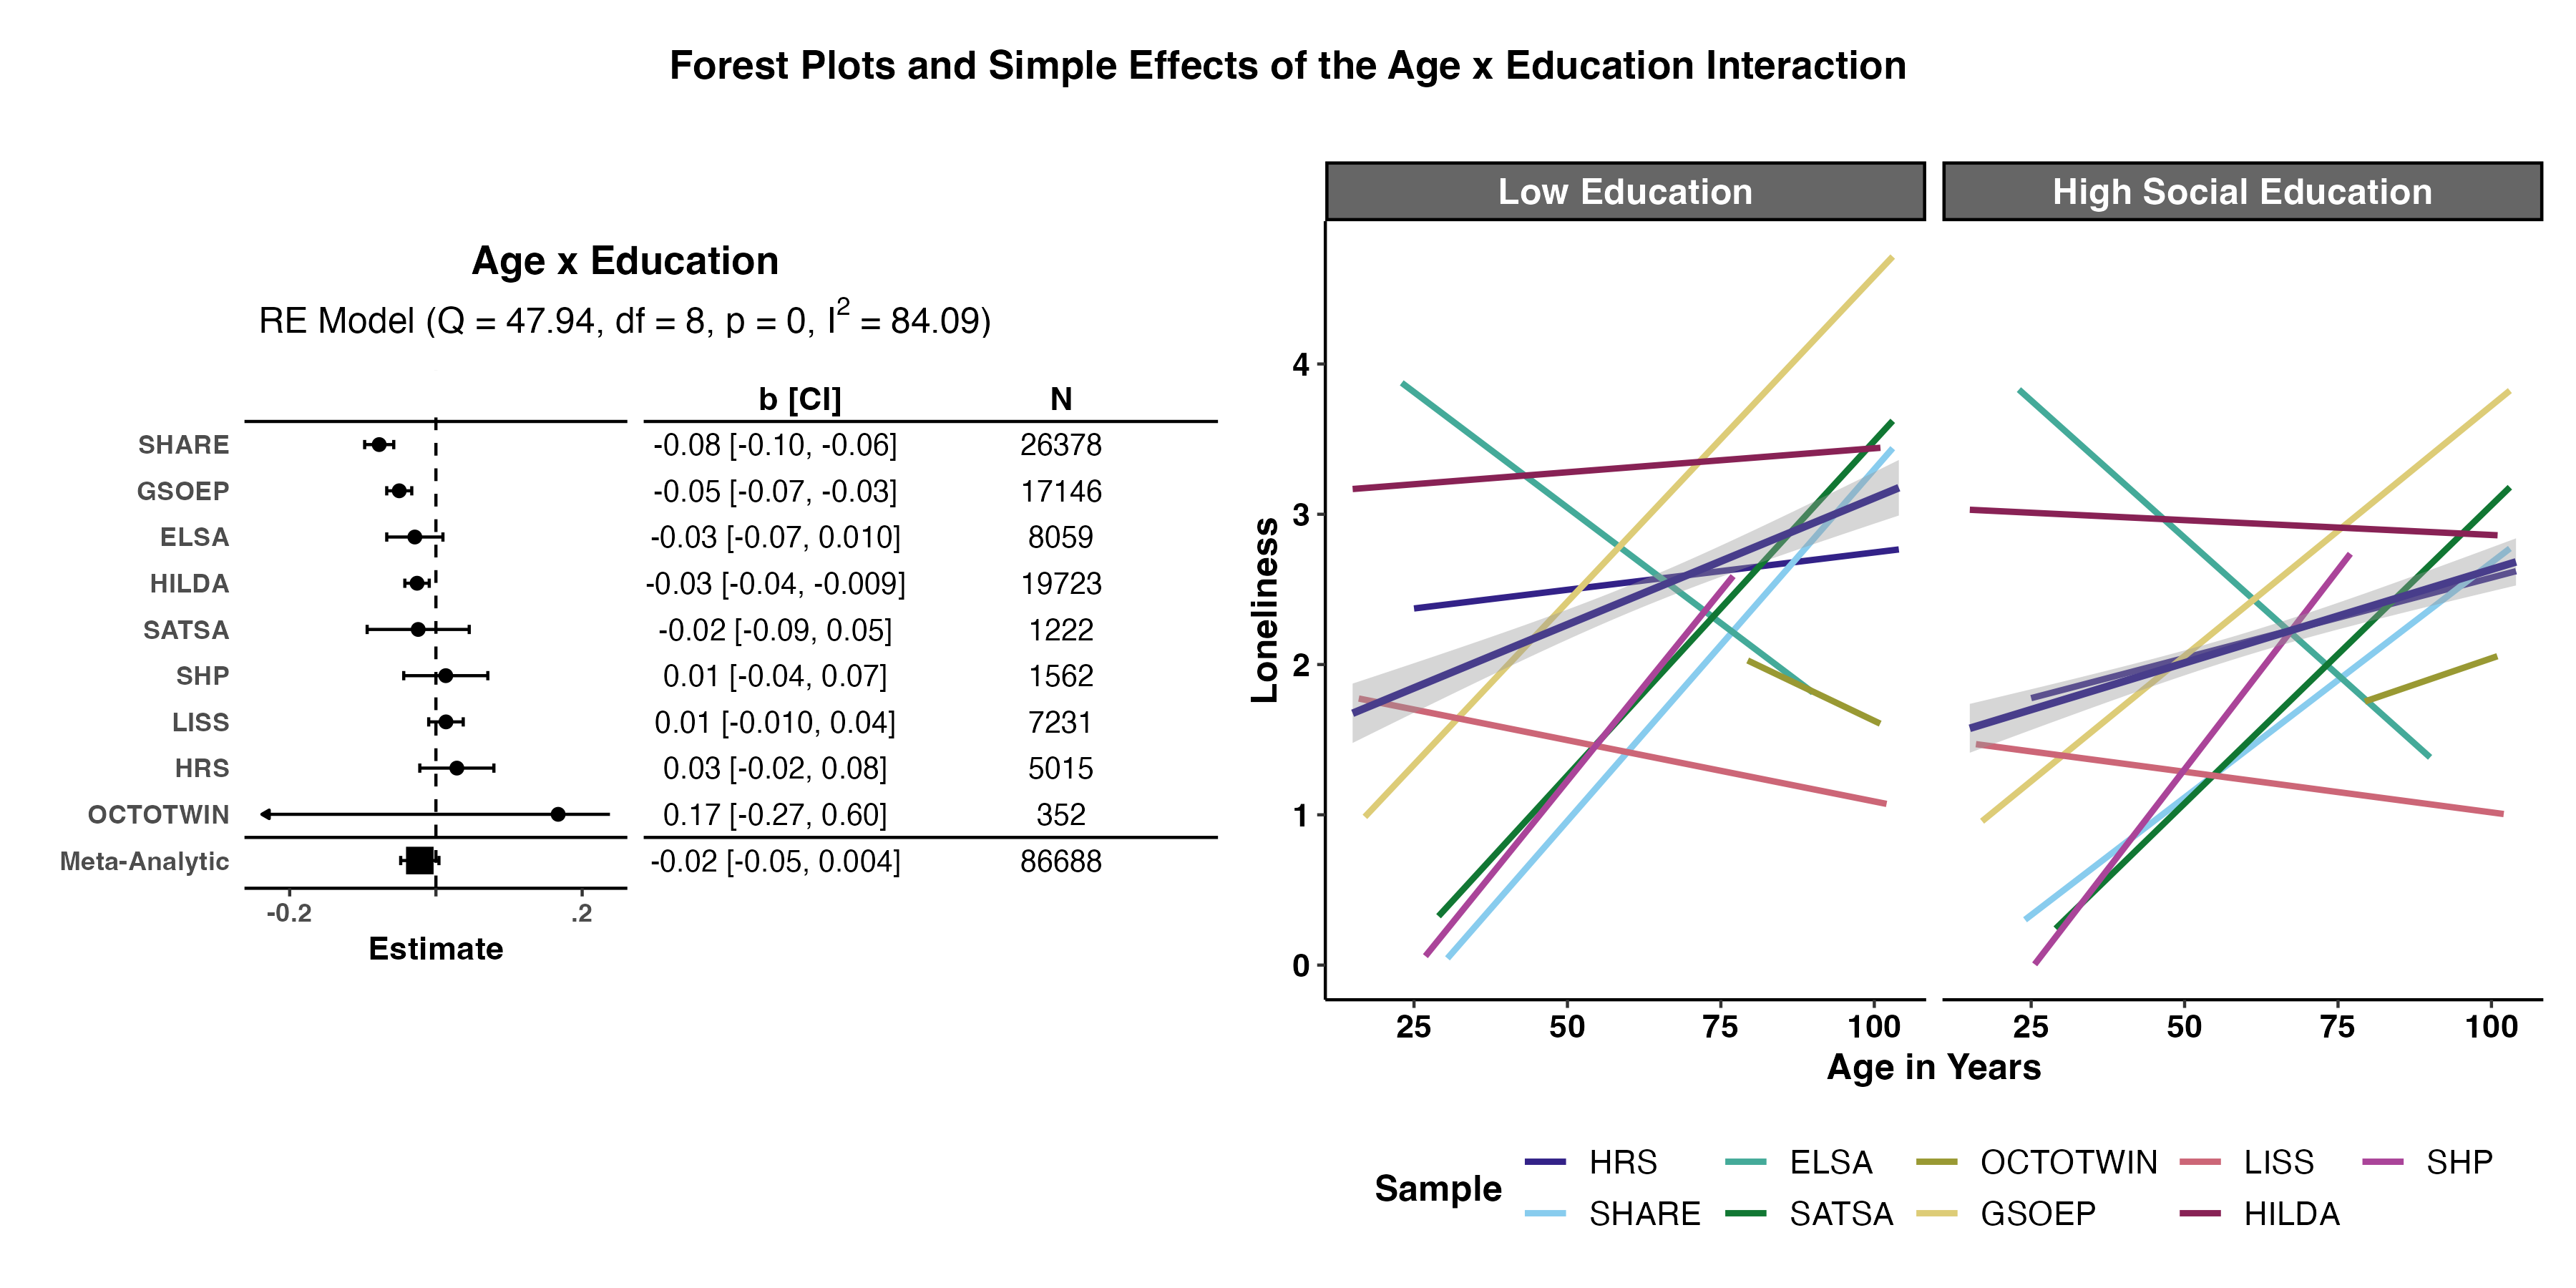 Forest Plots and Simple Effects of the Age x Education Interaction
Age x Education
RE Model (Q = 47.94, df = 8, p = 0, I² = 84.09)
b [CI] N
SHARE -0.08 [-0.10, -0.06] 26378
GSOEP -0.05 [-0.07, -0.03] 17146
ELSA -0.03 [-0.07, 0.010] 8059
HILDA -0.03 [-0.04, -0.009] 19723
SATSA -0.02 [-0.09, 0.05] 1222
SHP 0.01 [-0.04, 0.07] 1562
LISS 0.01 [-0.010, 0.04] 7231
HRS 0.03 [-0.02, 0.08] 5015
OCTOTWIN 0.17 [-0.27, 0.60] 352
Meta-Analytic -0.02 [-0.05, 0.004] 86688
-0.2 .2
Estimate
Low Education High Social Education
Loneliness
4
3
2
1
0
25 50 75 100 25 50 75 100
Age in Years
Sample
HRS ELSA OCTOTWIN LISS SHP
SHARE SATSA GSOEP HILDA